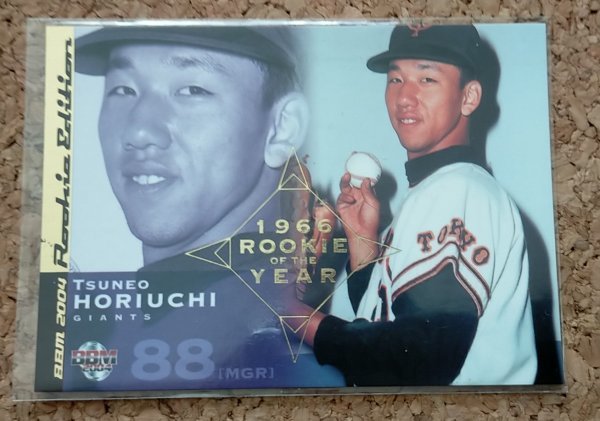 BBM 2004 Rookie Edition
1966
ROOKIE
OF THE
YEAR
TSUNEO
HORIUCHI
GIANTS
BBM
2004
88 [MGR]
TOKYO